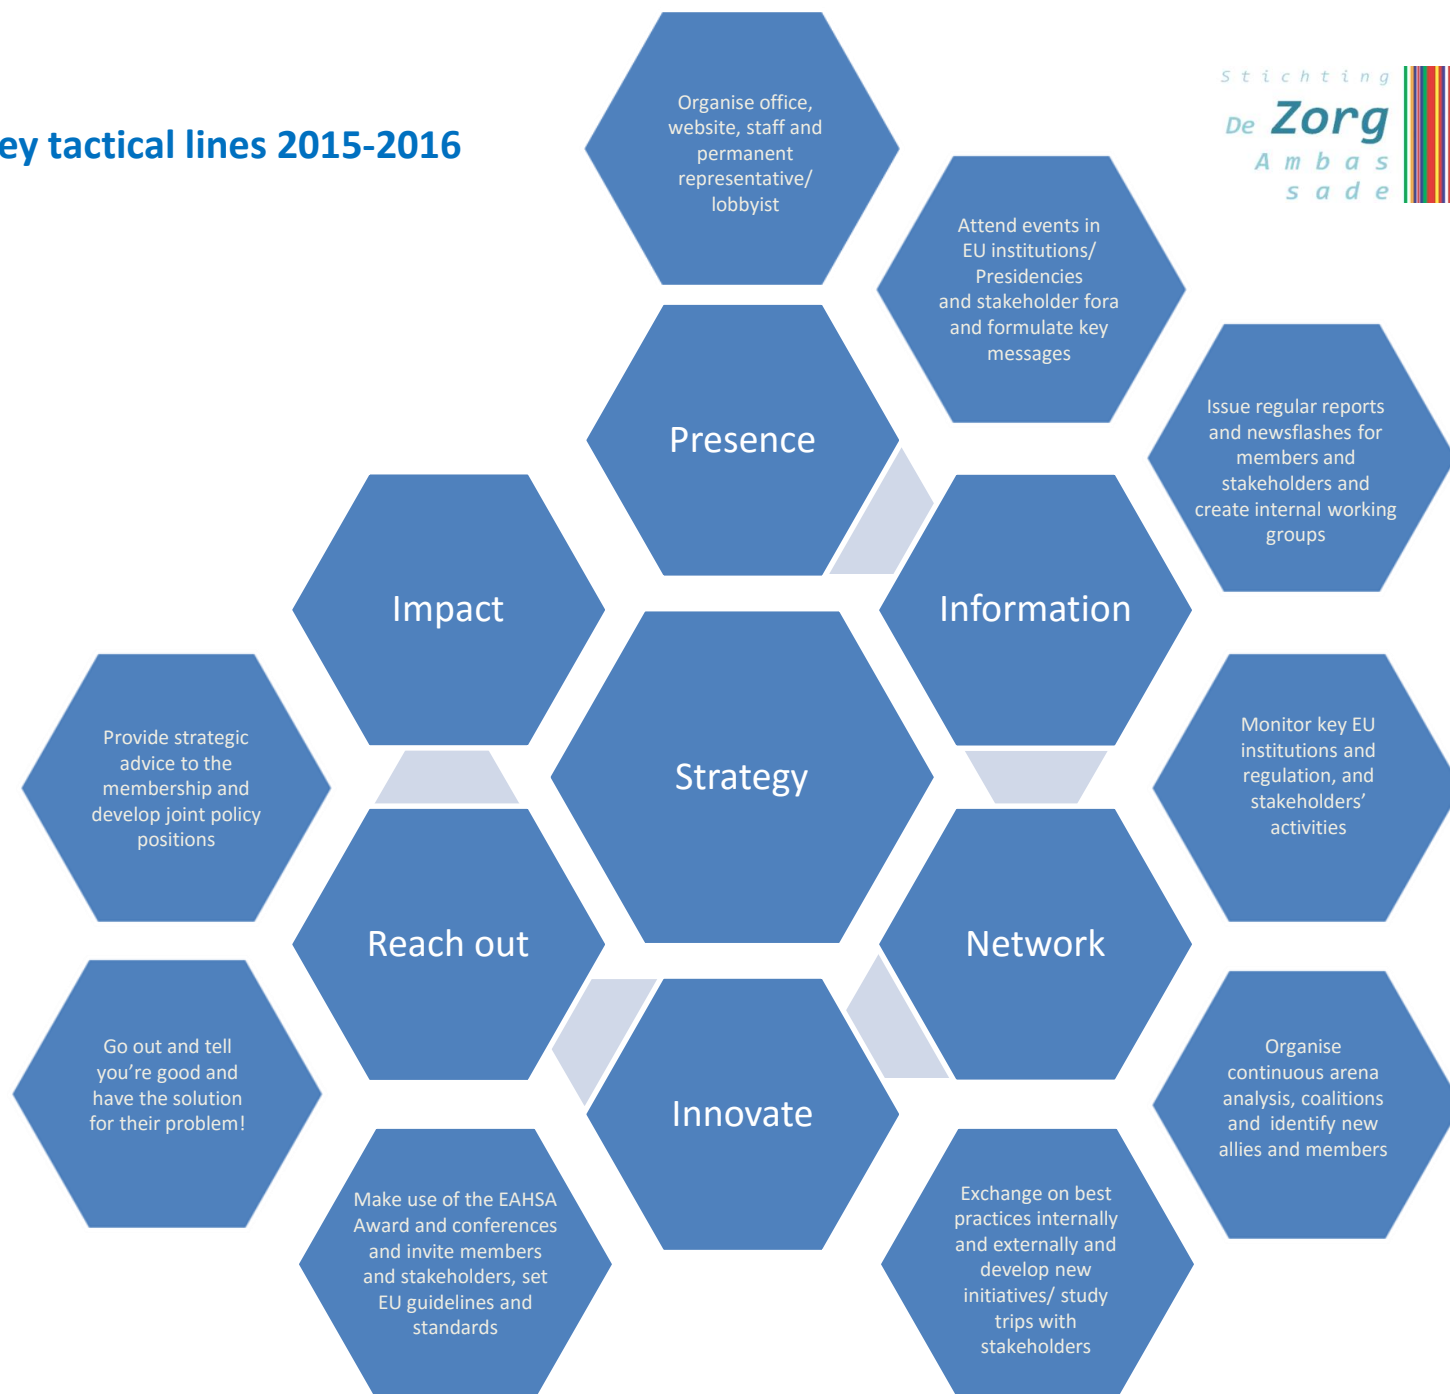 ey tactical lines 2015-2016
Stichting
De Zorg
Ambas
sade
Organise office,
website, staff and
permanent
representative/
lobbyist
Attend events in
EU institutions/
Presidencies
and stakeholder fora
and formulate key
messages
Issue regular reports
and newsflashes for
members and
stakeholders and
create internal working
groups
Presence
Impact
Information
Provide strategic
advice to the
membership and
develop joint policy
positions
Strategy
Monitor key EU
institutions and
regulation, and
stakeholders’
activities
Reach out
Network
Go out and tell
you’re good and
have the solution
for their problem!
Innovate
Organise
continuous arena
analysis, coalitions
and identify new
allies and members
Make use of the EAHSA
Award and conferences
and invite members
and stakeholders, set
EU guidelines and
standards
Exchange on best
practices internally
and externally and
develop new
initiatives/ study
trips with
stakeholders